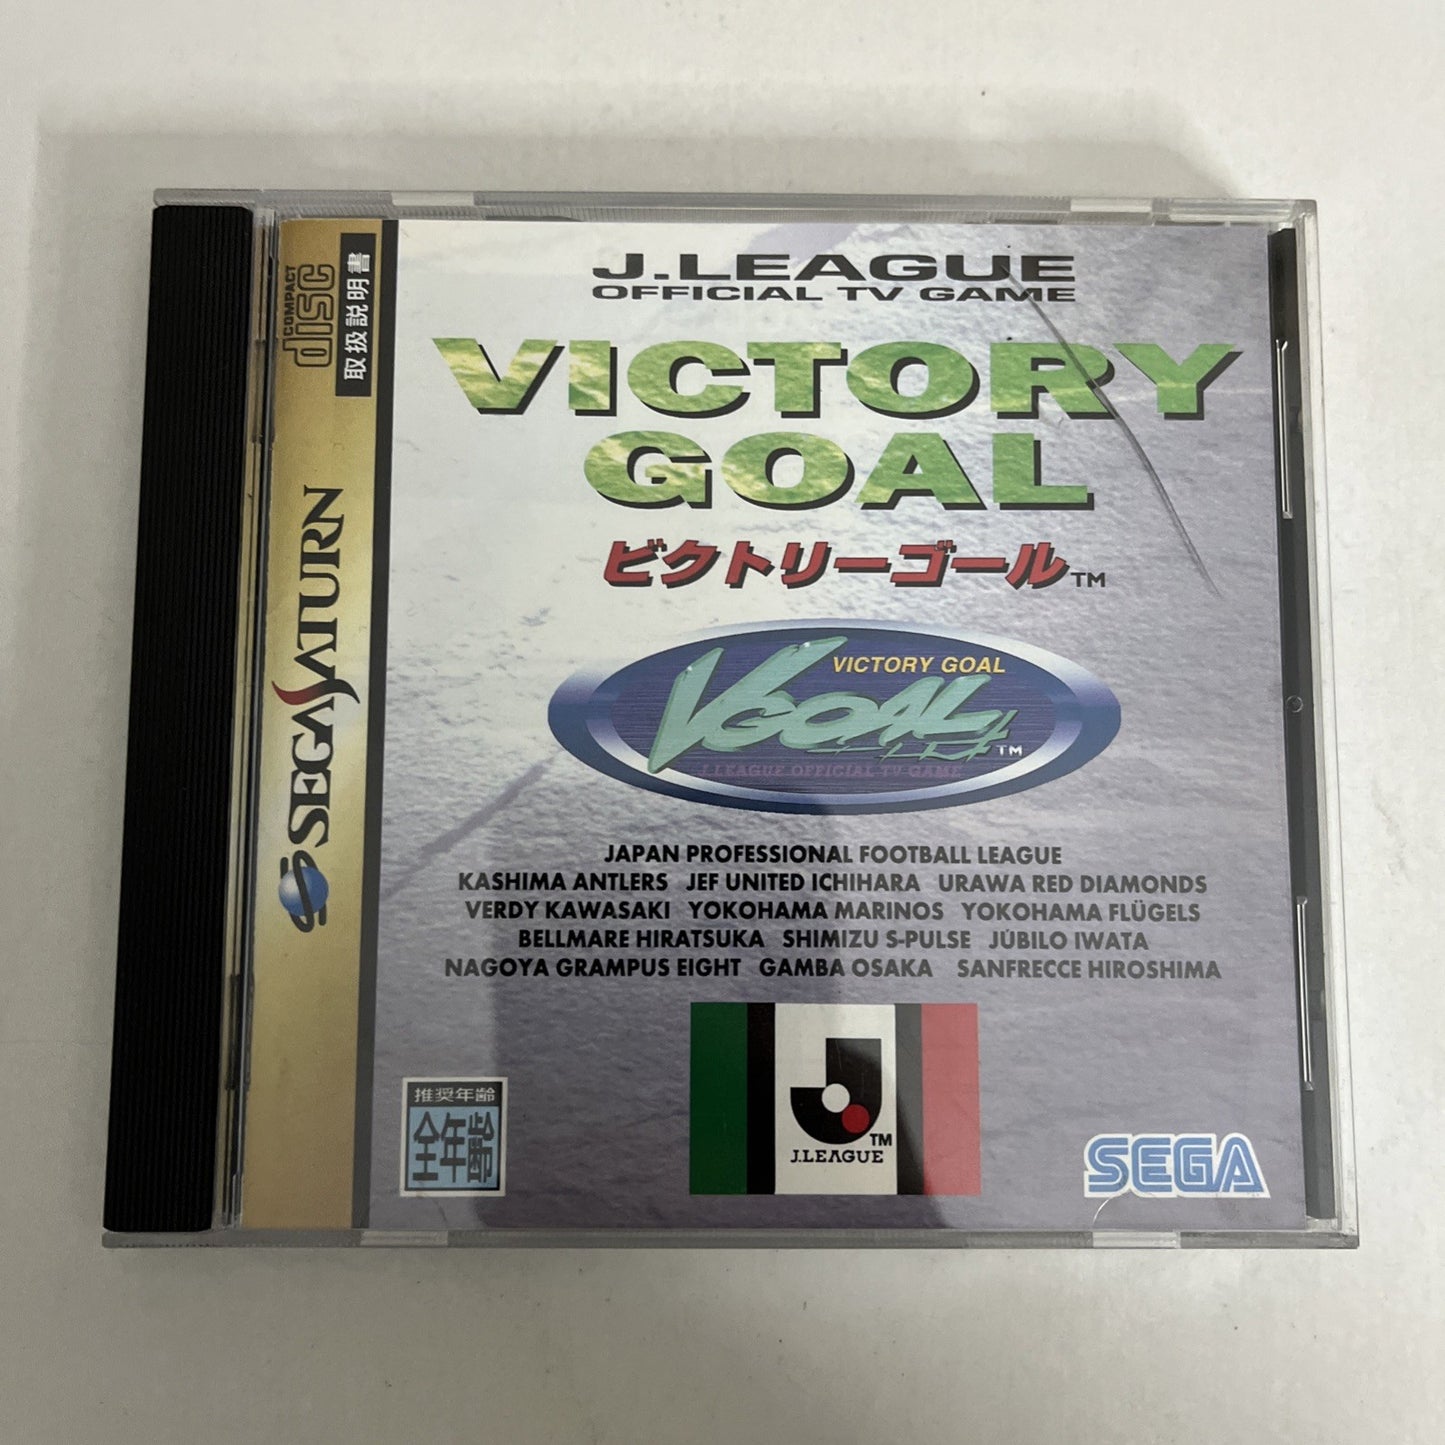 COMPACT
disc
取扱説明書
SEGA SATURN
J.LEAGUE
OFFICIAL TV GAME
VICTORY
GOAL
ビクトリーゴール™
VICTORY GOAL
VGOAL™
J.LEAGUE OFFICIAL TV GAME
JAPAN PROFESSIONAL FOOTBALL LEAGUE
KASHIMA ANTLERS JEF UNITED ICHIHARA URAWA RED DIAMONDS
VERDY KAWASAKI YOKOHAMA MARINOS YOKOHAMA FLÜGELS
BELLMARE HIRATSUKA SHIMIZU S-PULSE JÚBILO IWATA
NAGOYA GRAMPUS EIGHT GAMBA OSAKA SANFRECCE HIROSHIMA
推奨年齢
全年齢
J™
J.LEAGUE
SEGA